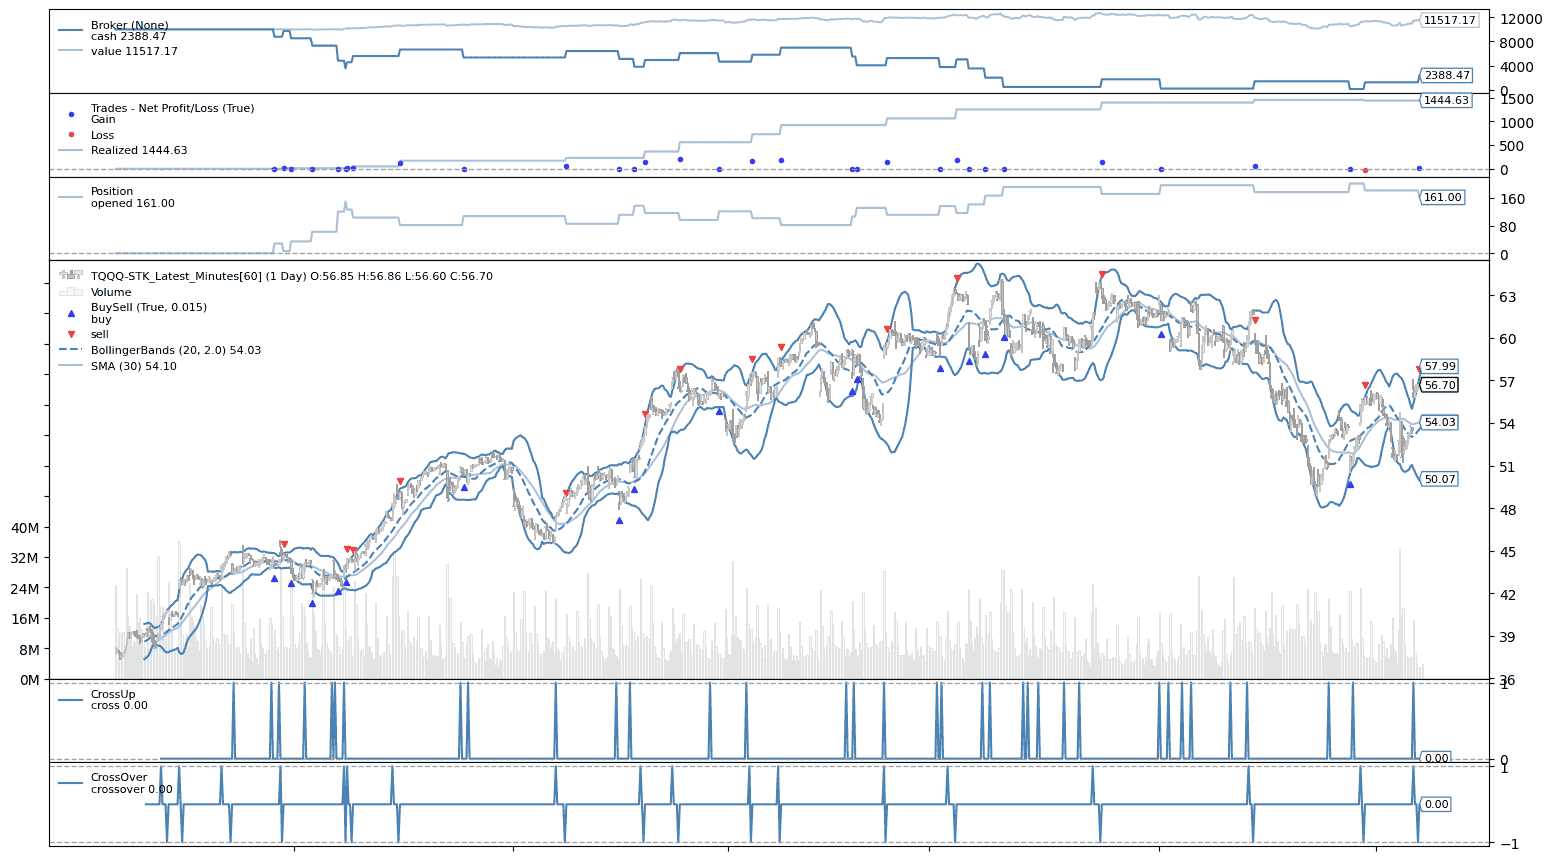 Broker (None)
cash 2388.47
value 11517.17
11517.17
2388.47
12000
8000
4000
0
Trades - Net Profit/Loss (True)
Gain
Loss
Realized 1444.63
1444.63
1500
1000
500
0
Position
opened 161.00
161.00
160
80
0
TQQQ-STK_Latest_Minutes[60] (1 Day) O:56.85 H:56.86 L:56.60 C:56.70
Volume
BuySell (True, 0.015)
buy
sell
BollingerBands (20, 2.0) 54.03
SMA (30) 54.10
57.99
56.70
54.03
50.07
63
60
57
54
51
48
45
42
39
36
40M
32M
24M
16M
8M
0M
CrossUp
cross 0.00
0.00
1
0
CrossOver
crossover 0.00
0.00
1
−1